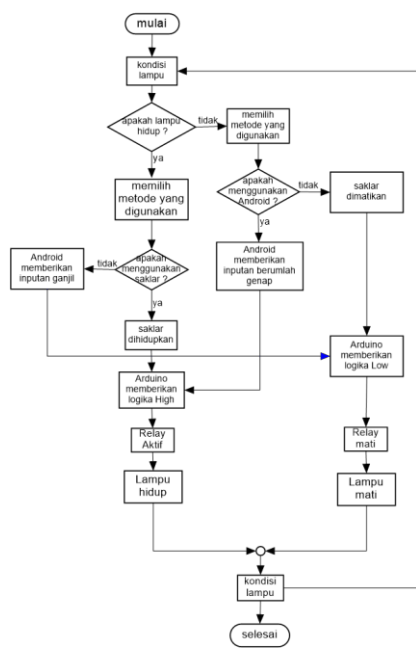 mulai
kondisi
lampu
apakah lampu
hidup ?
tidak
memilih
metode yang
digunakan
ya
memilih
metode yang
digunakan
apakah
menggunakan
Android ?
tidak
saklar
dimatikan
ya
Android
memberikan
inputan ganjil
tidak
apakah
menggunakan
saklar ?
Android
memberikan
inputan berumlah
genap
ya
saklar
dihidupkan
Arduino
memberikan
logika Low
Arduino
memberikan
logika High
Relay
Aktif
Relay
mati
Lampu
hidup
Lampu
mati
kondisi
lampu
selesai